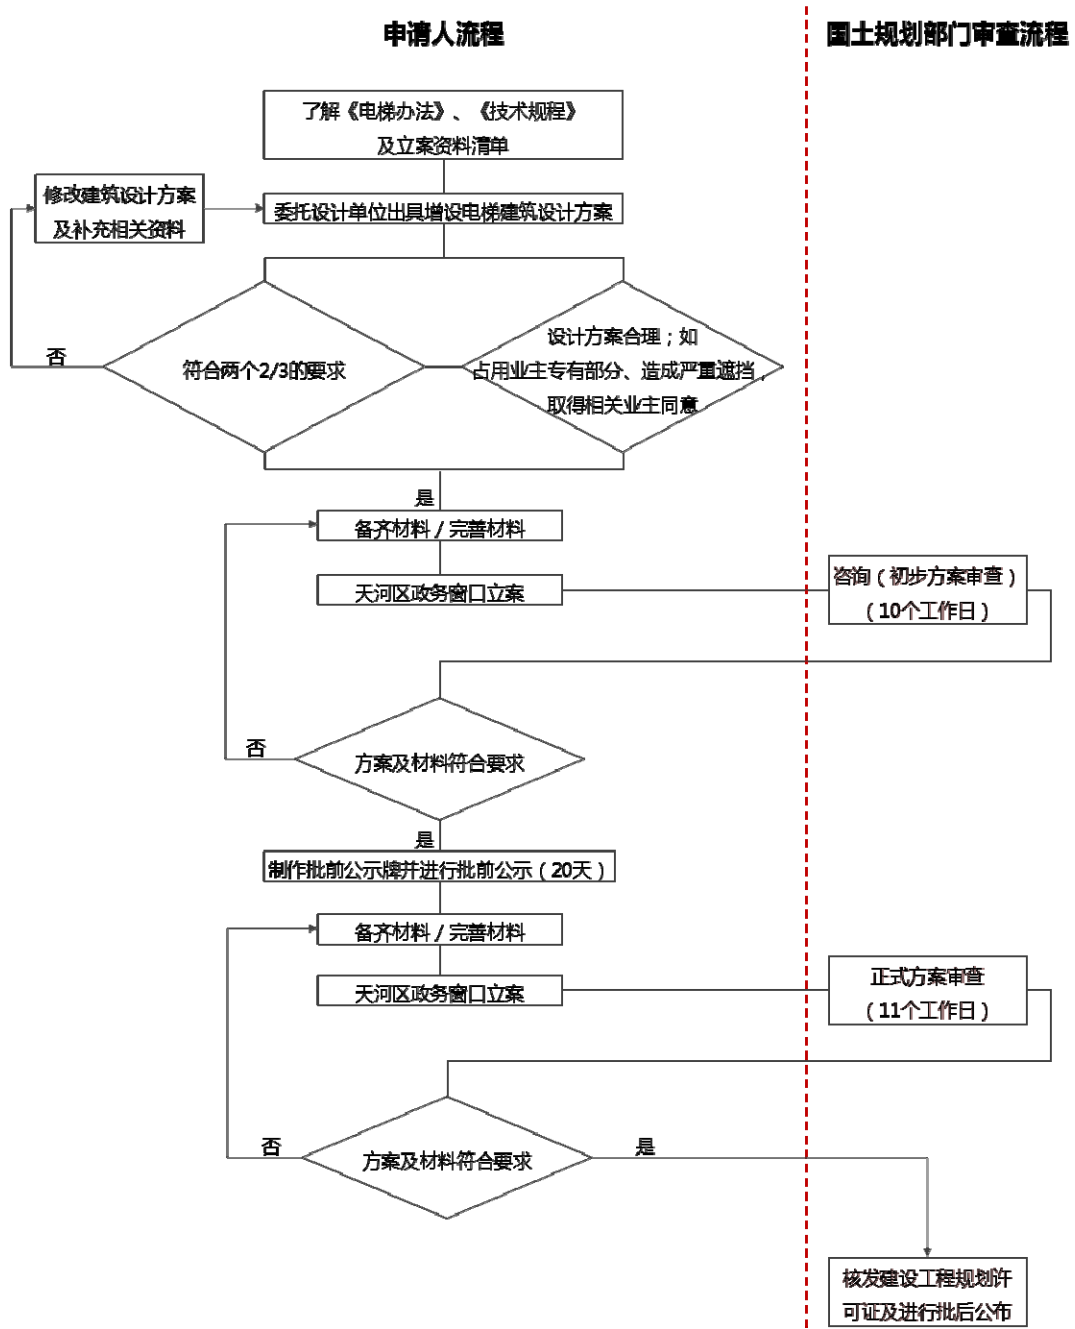 申请人流程
国土规划部门审查流程
了解《电梯办法》、《技术规程》
及立案资料清单
修改建筑设计方案
及补充相关资料
委托设计单位出具增设电梯建筑设计方案
否
符合两个2/3的要求
设计方案合理；如
占用业主专有部分、造成严重遮挡，
取得相关业主同意
是
备齐材料／完善材料
天河区政务窗口立案
咨询（初步方案审查）
（10个工作日）
否
方案及材料符合要求
是
制作批前公示牌并进行批前公示（20天）
备齐材料／完善材料
天河区政务窗口立案
正式方案审查
（11个工作日）
否
方案及材料符合要求
是
核发建设工程规划许
可证及进行批后公布